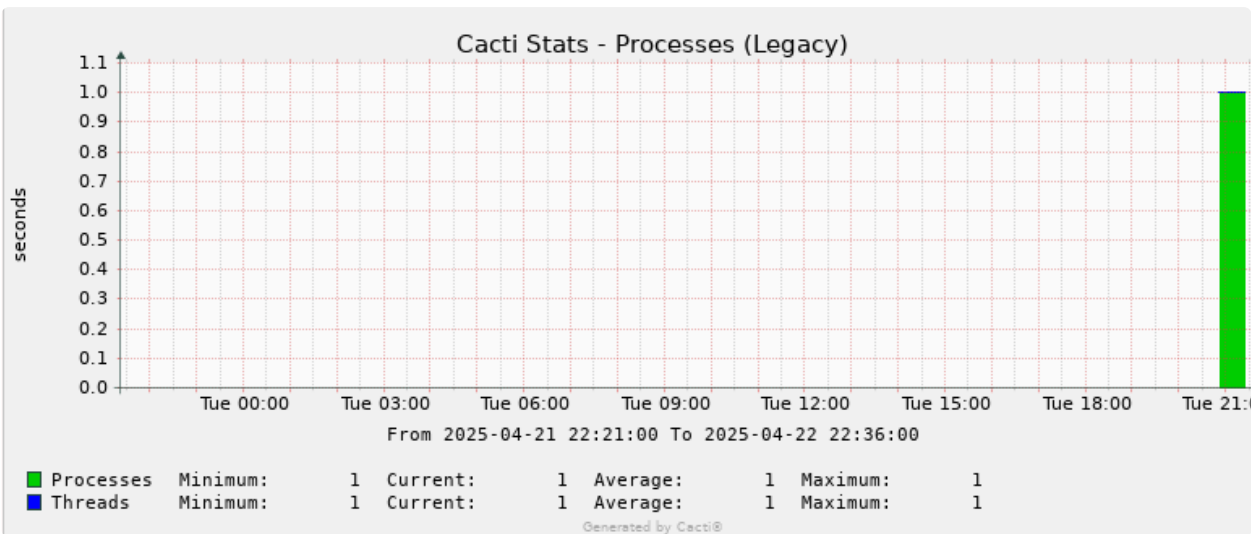 Cacti Stats - Processes (Legacy)
1.1
1.0
0.9
0.8
0.7
0.6
0.5
0.4
0.3
0.2
0.1
0.0
seconds
Tue 00:00 Tue 03:00 Tue 06:00 Tue 09:00 Tue 12:00 Tue 15:00 Tue 18:00 Tue 21:
From 2025-04-21 22:21:00 To 2025-04-22 22:36:00
Processes Minimum: 1 Current: 1 Average: 1 Maximum: 1
Threads Minimum: 1 Current: 1 Average: 1 Maximum: 1
Generated by Cacti®